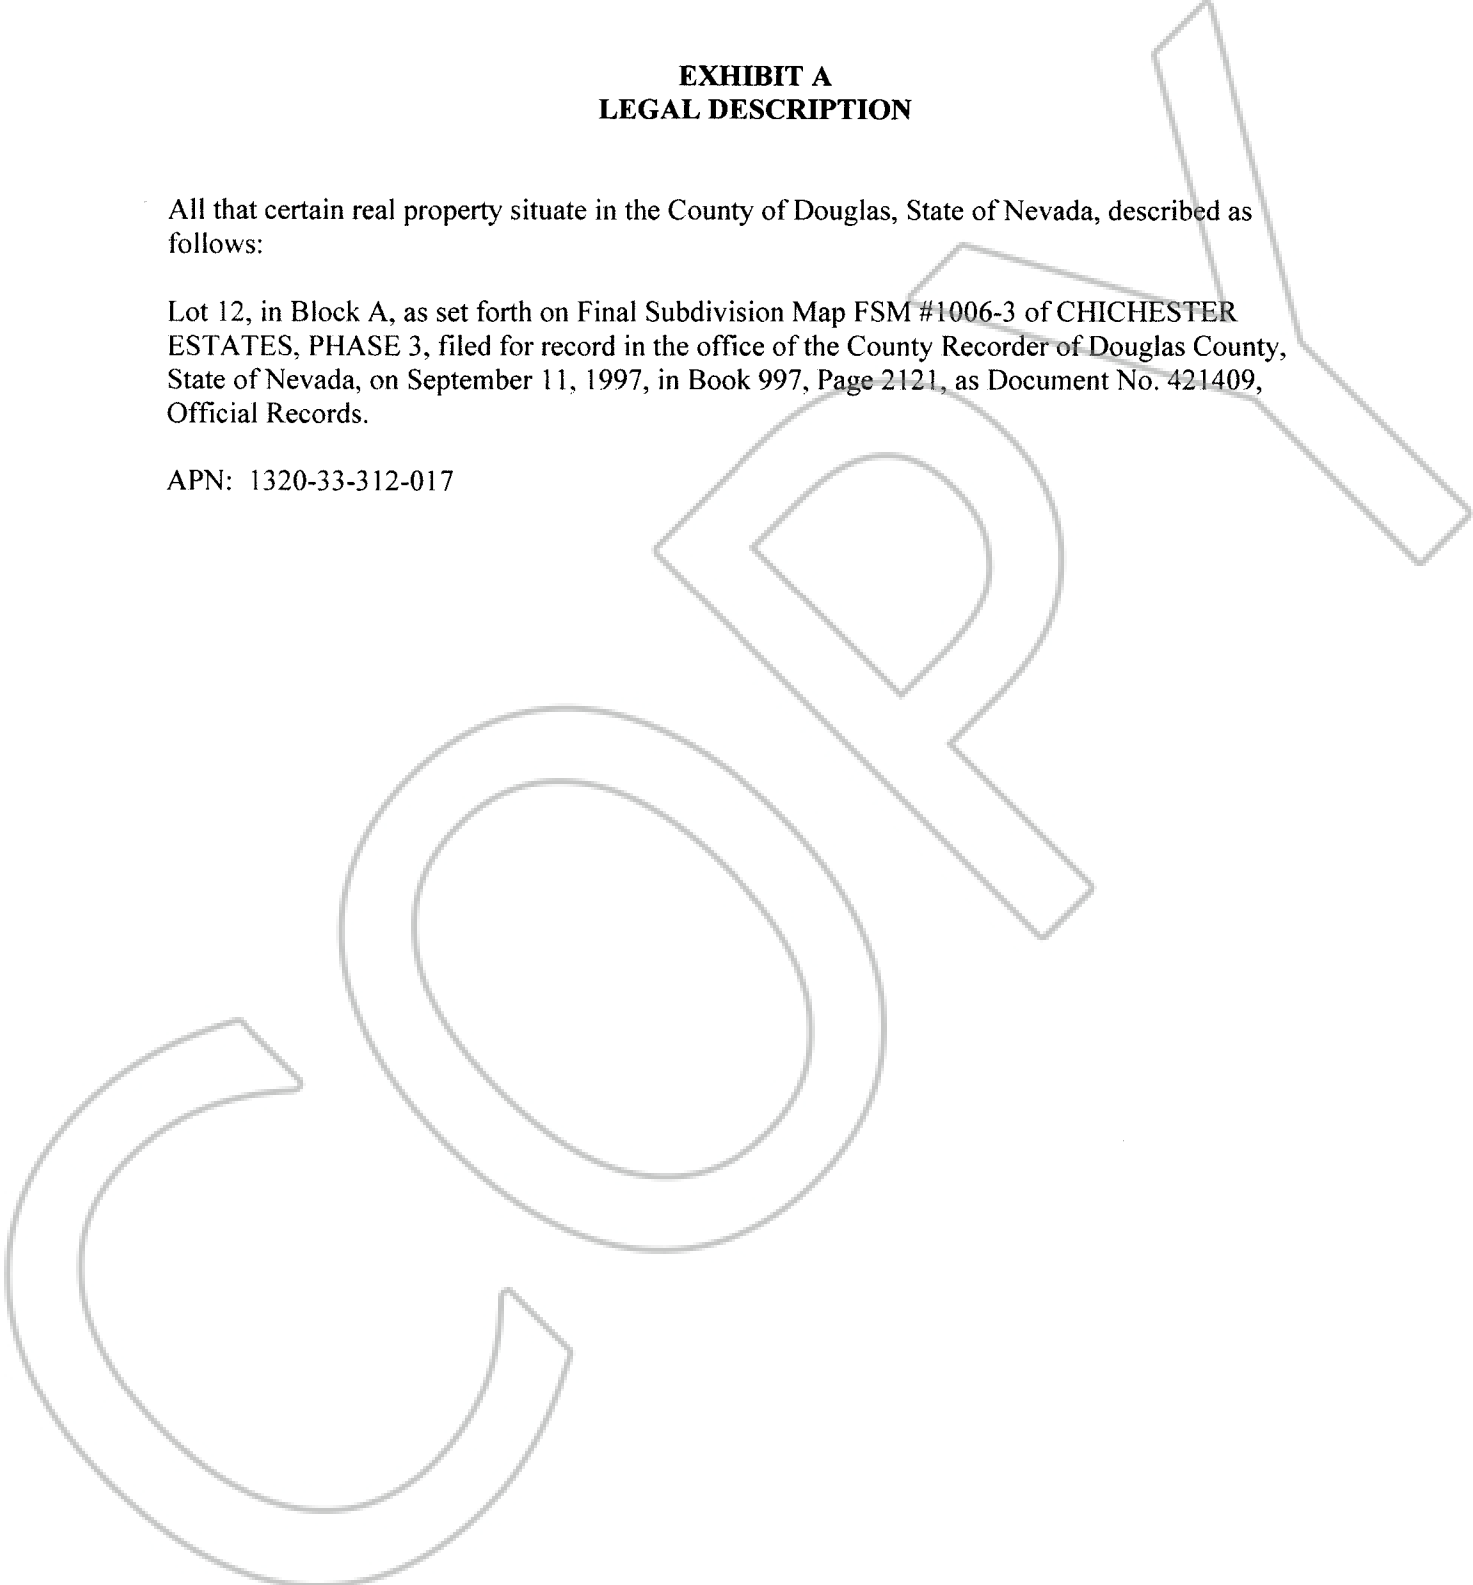 EXHIBIT A
LEGAL DESCRIPTION
All that certain real property situate in the County of Douglas, State of Nevada, described as
follows:
Lot 12, in Block A, as set forth on Final Subdivision Map FSM #1006-3 of CHICHESTER
ESTATES, PHASE 3, filed for record in the office of the County Recorder of Douglas County,
State of Nevada, on September 11, 1997, in Book 997, Page 2121, as Document No. 421409,
Official Records.
APN: 1320-33-312-017
COPY